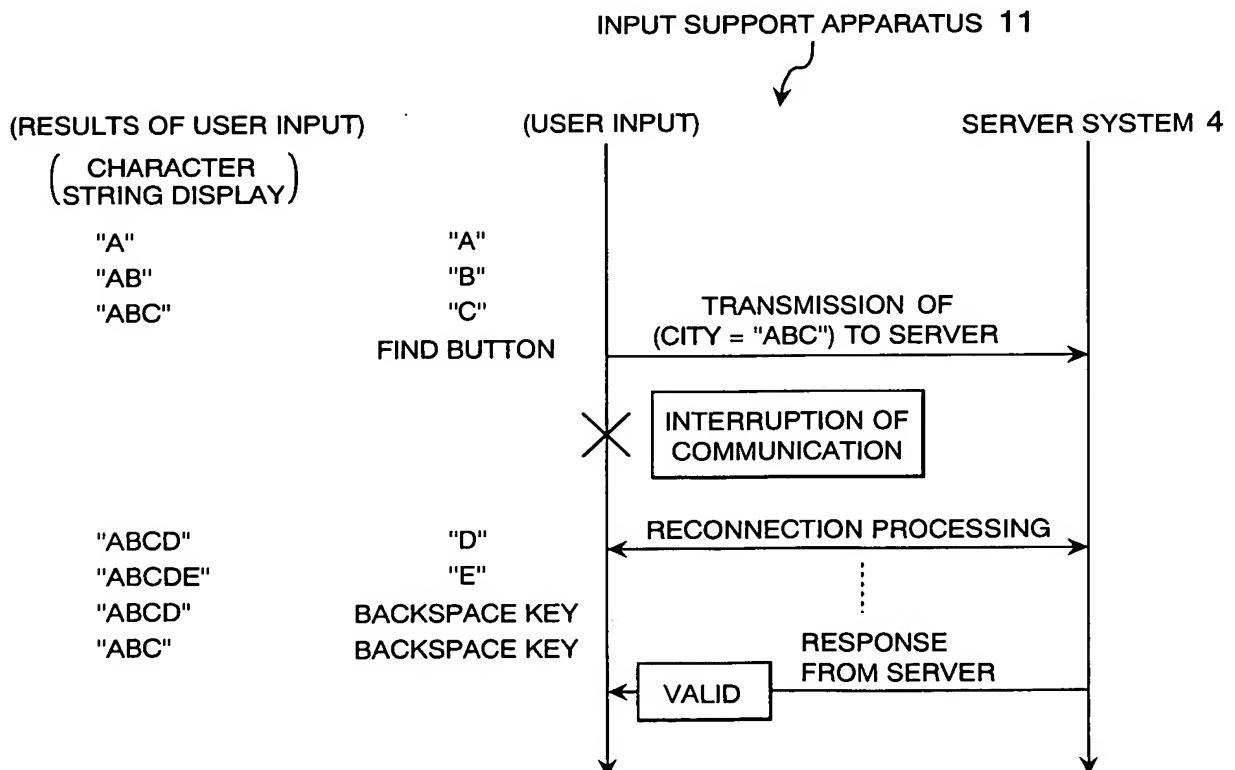 INPUT SUPPORT APPARATUS 11
(RESULTS OF USER INPUT) (USER INPUT) SERVER SYSTEM 4
(CHARACTER
STRING DISPLAY)
"A" "A"
"AB" "B"
"ABC" "C"
TRANSMISSION OF
(CITY = "ABC") TO SERVER
FIND BUTTON
INTERRUPTION OF
COMMUNICATION
"ABCD" "D" RECONNECTION PROCESSING
"ABCDE" "E"
"ABCD" BACKSPACE KEY
"ABC" BACKSPACE KEY
RESPONSE
FROM SERVER
VALID